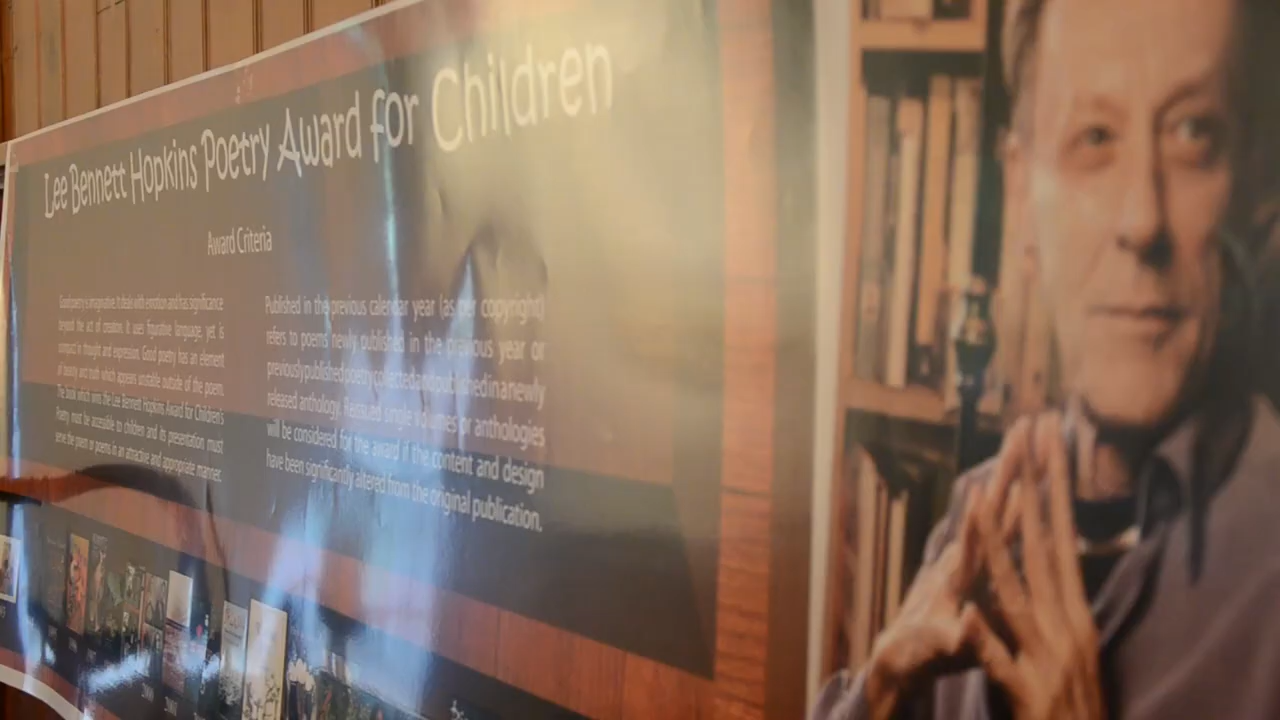 Lee Bennett Hopkins Poetry Award for Children
Award Criteria
Good poetry is imaginative. It deals with emotion and has significance
beyond the act of creation. It uses figurative language, yet is
compact in thought and expression. Good poetry has an element
of beauty and truth which appears unstable outside of the poem.
The book which wins the Lee Bennett Hopkins Award for Children's
Poetry must be accessible to children and its presentation must
serve the poem or poems in an attractive and appropriate manner.
Published in the previous calendar year (as per copyright)
refers to poems newly published in the previous year or
previously published poetry collected and published in a newly
released anthology. Reissued single volumes or anthologies
will be considered for the award if the content and design
have been significantly altered from the original publication.